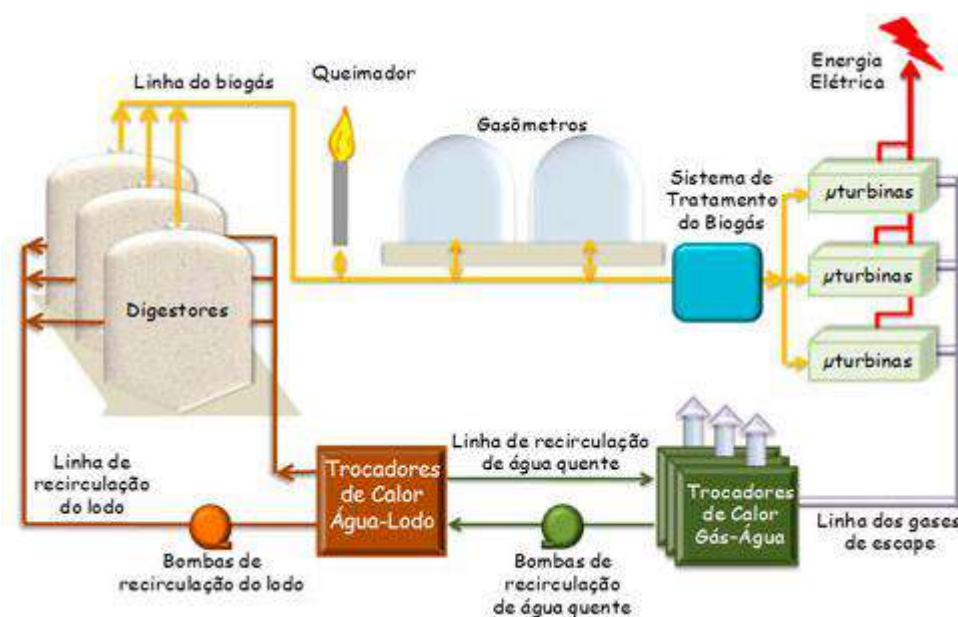 Linha do biogás
Queimador
Gasômetros
Energia
Elétrica
Sistema de
Tratamento
do Biogás
µturbinas
µturbinas
µturbinas
Digestores
Linha de
recirculação
do lodo
Trocadores
de Calor
Água-Lodo
Linha de recirculação
de água quente
Trocadores
de Calor
Gás-Água
Linha dos gases
de escape
Bombas de
recirculação do lodo
Bombas de
recirculação
de água quente